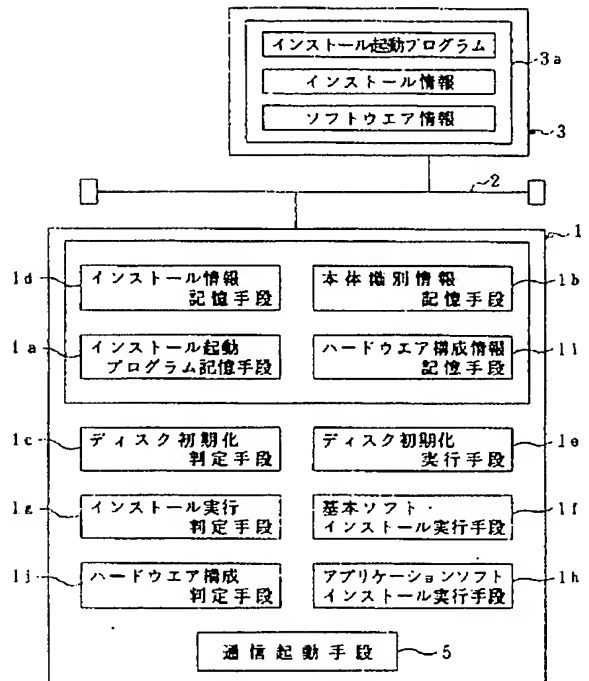 インストール起動プログラム
インストール情報
ソフトウエア情報
3a
3
2
1
1d
インストール情報
記憶手段
本体識別情報
記憶手段
1b
1a
インストール起動
プログラム記憶手段
ハードウエア構成情報
記憶手段
1i
1c
ディスク初期化
判定手段
ディスク初期化
実行手段
1e
1g
インストール実行
判定手段
基本ソフト・
インストール実行手段
1f
1j
ハードウエア構成
判定手段
アプリケーションソフト
インストール実行手段
1h
通信起動手段
5